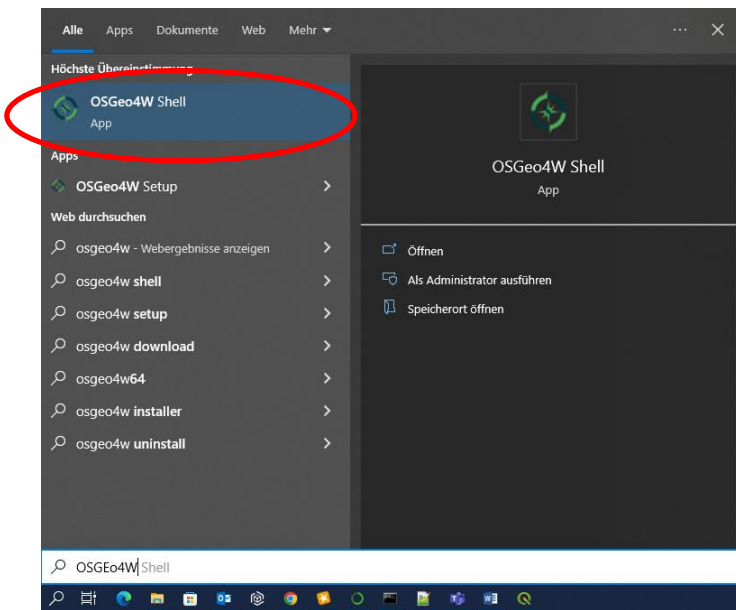 Alle Apps Dokumente Web Mehr
Höchste Übereinstimmung
OSGeo4W Shell
App
Apps
OSGeo4W Setup
Web durchsuchen
osgeo4w - Webergebnisse anzeigen
osgeo4w shell
osgeo4w setup
osgeo4w download
osgeo4w64
osgeo4w installer
osgeo4w uninstall
OSGeo4W Shell
App
Öffnen
Als Administrator ausführen
Speicherort öffnen
OSGEo4W Shell